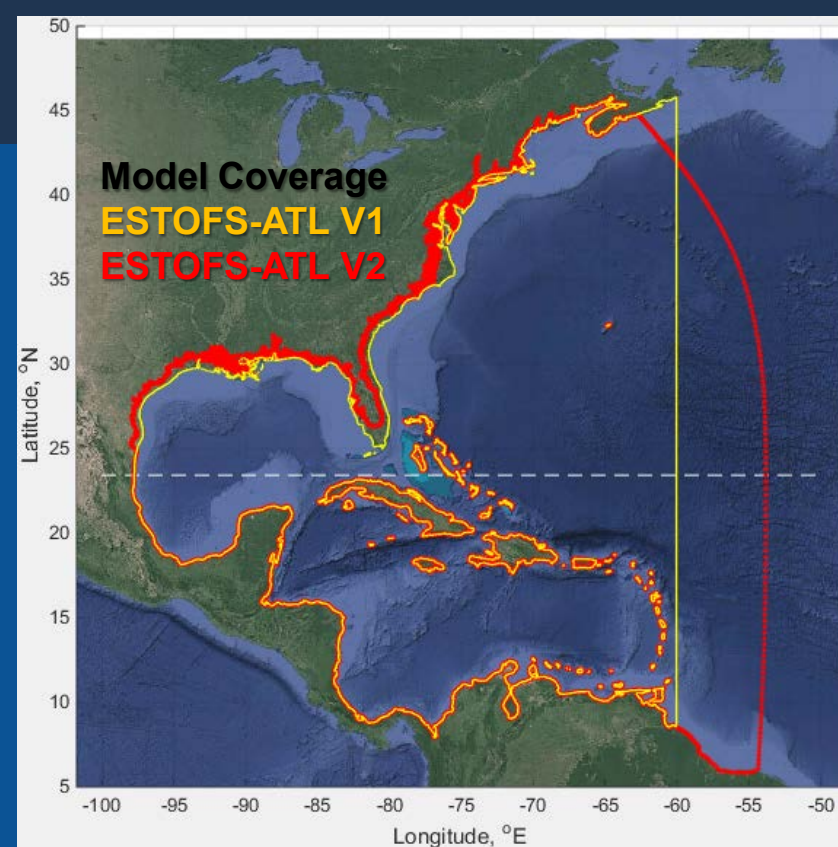 Model Coverage
ESTOFS-ATL V1
ESTOFS-ATL V2
Latitude, °N
50
45
40
35
30
25
20
15
10
5
-100 -95 -90 -85 -80 -75 -70 -65 -60 -55 -50
Longitude, °E